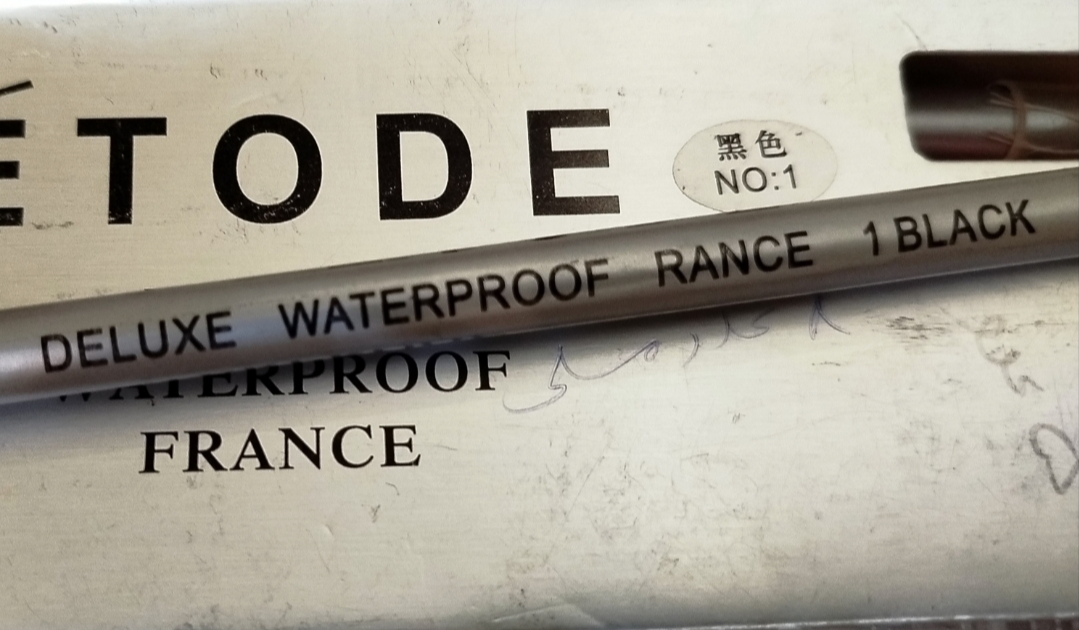 ÉTODE
黑色
NO:1
DELUXE WATERPROOF RANCE 1 BLACK
WATERPROOF
FRANCE